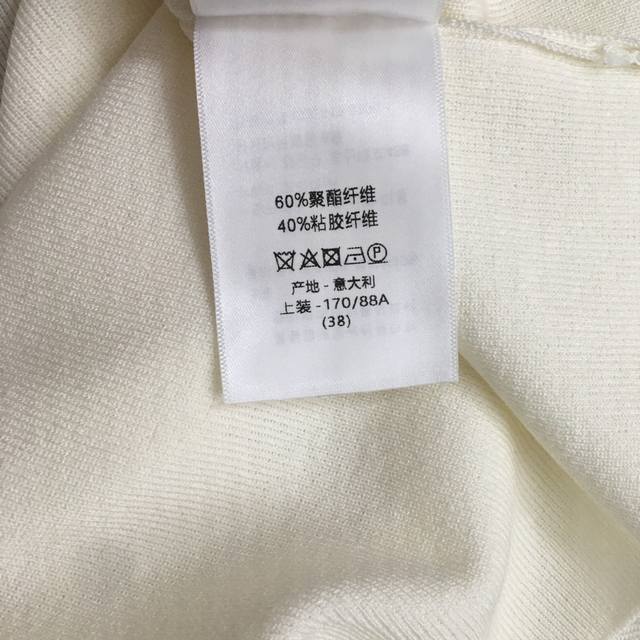 60%聚酯纤维
40%粘胶纤维
P
产地 - 意大利
上装 -170/88A
(38)